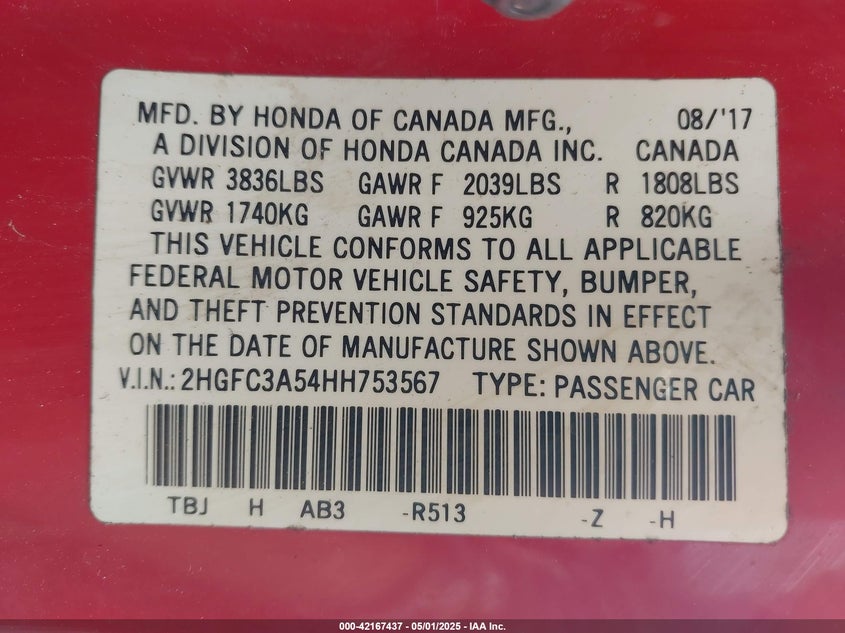 MFD. BY HONDA OF CANADA MFG., 08/'17
A DIVISION OF HONDA CANADA INC. CANADA
GVWR 3836LBS GAWR F 2039LBS R 1808LBS
GVWR 1740KG GAWR F 925KG R 820KG
THIS VEHICLE CONFORMS TO ALL APPLICABLE
FEDERAL MOTOR VEHICLE SAFETY, BUMPER,
AND THEFT PREVENTION STANDARDS IN EFFECT
ON THE DATE OF MANUFACTURE SHOWN ABOVE.
V.I.N.: 2HGFC3A54HH753567 TYPE: PASSENGER CAR
TBJ H AB3 -R513 -Z -H
000-42167437 - 05/01/2025 - IAA Inc.